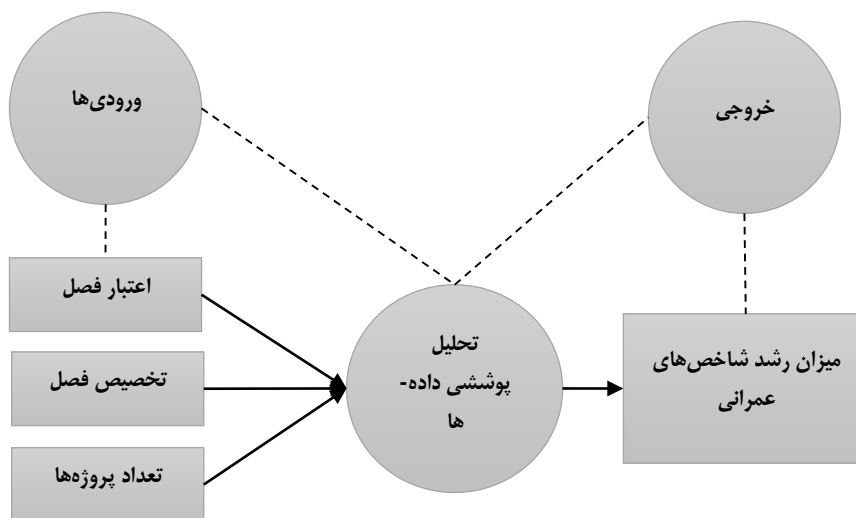 ورودی‌ها
خروجی
اعتبار فصل
تخصیص فصل
تعداد پروژه‌ها
تحلیل
پوششی داده-
ها
میزان رشد شاخص‌های
عمرانی